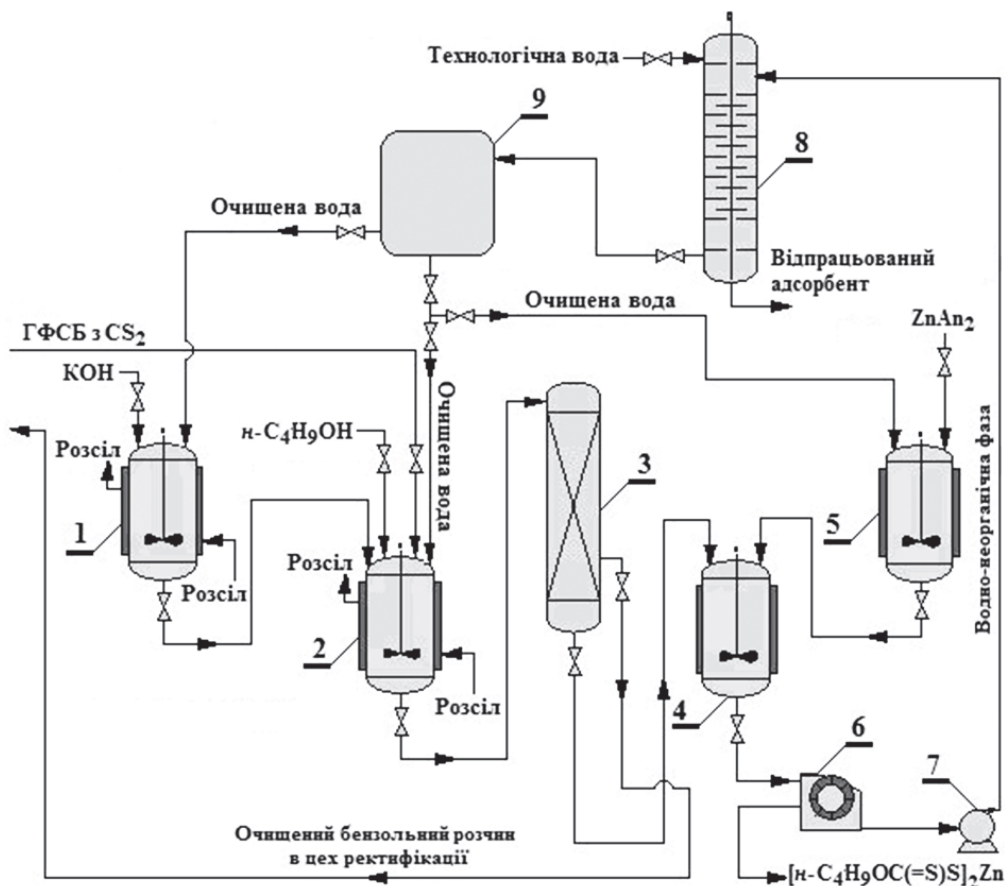 Технологічна вода
9
8
Очищена вода
Відпрацьований
адсорбент
Очищена вода
ZnAn2
ГФСБ з CS2
KOH
н-C4H9OH
Очищена вода
Водно-неорганічна фаза
Розсіл
3
1
5
Розсіл
Розсіл
2
Розсіл
4
6
7
Очищений бензольний розчин
в цех ректифікації
[н-C4H9OC(=S)S]2Zn